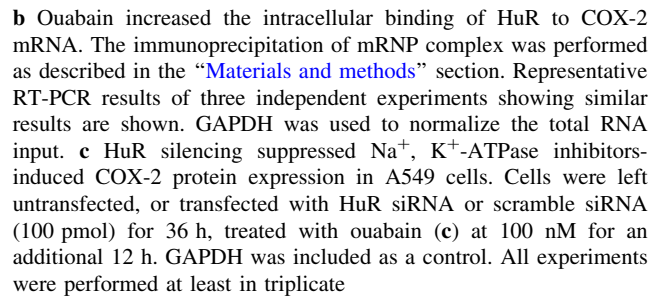 b Ouabain increased the intracellular binding of HuR to COX-2
mRNA. The immunoprecipitation of mRNP complex was performed
as described in the “Materials and methods” section. Representative
RT-PCR results of three independent experiments showing similar
results are shown. GAPDH was used to normalize the total RNA
input. c HuR silencing suppressed Na+, K+-ATPase inhibitors-
induced COX-2 protein expression in A549 cells. Cells were left
untransfected, or transfected with HuR siRNA or scramble siRNA
(100 pmol) for 36 h, treated with ouabain (c) at 100 nM for an
additional 12 h. GAPDH was included as a control. All experiments
were performed at least in triplicate